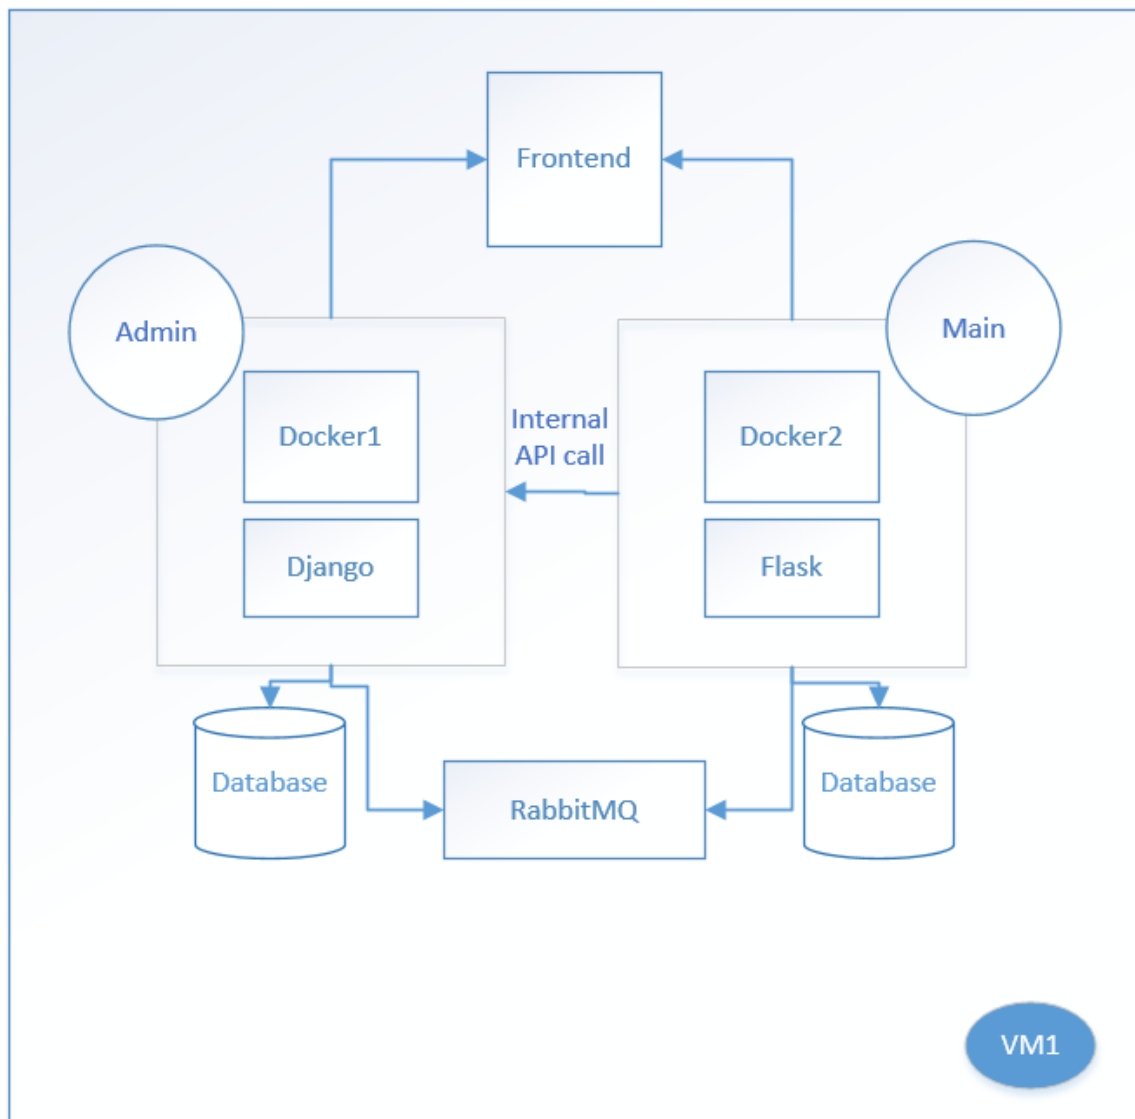 Frontend
Admin
Main
Docker1
Internal
API call
Docker2
Django
Flask
Database
RabbitMQ
Database
VM1